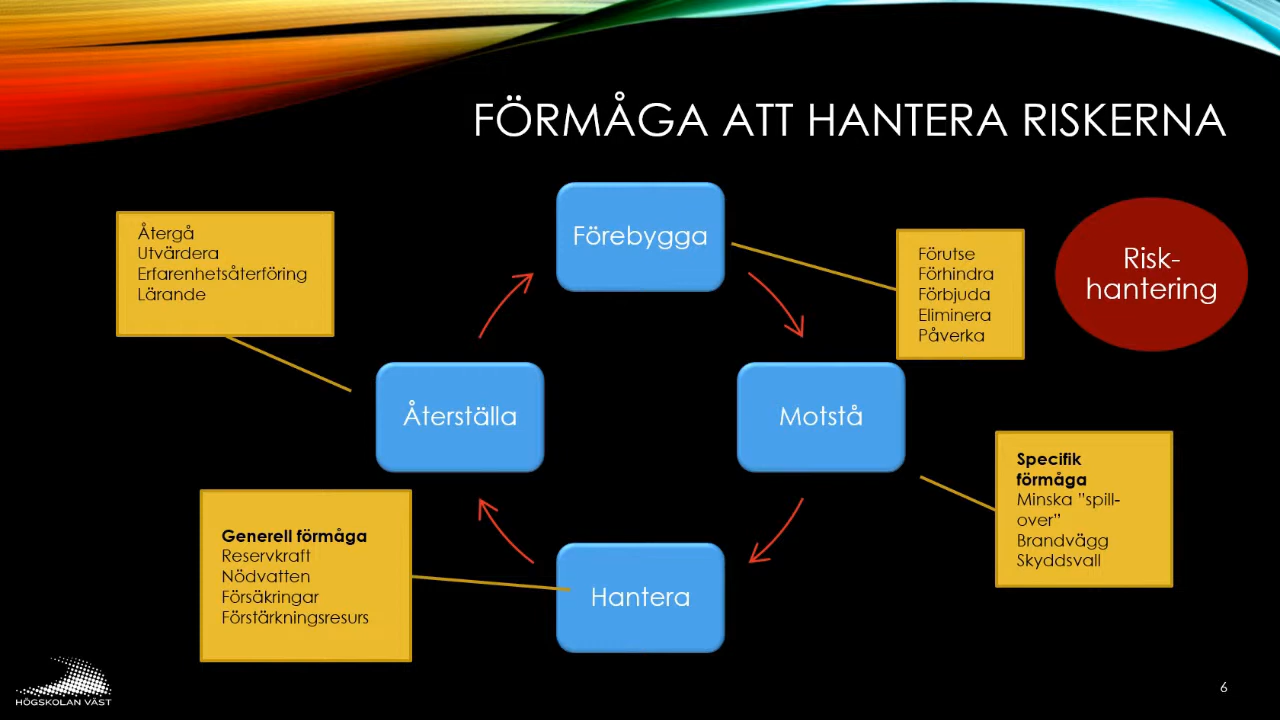 FÖRMÅGA ATT HANTERA RISKERNA
Förebygga
Förutse
Förhindra
Förbjuda
Eliminera
Påverka
Risk-
hantering
Motstå
Specifik
förmåga
Minska "spill-
over"
Brandvägg
Skyddsvall
Hantera
Generell förmåga
Reservkraft
Nödvatten
Försäkringar
Förstärkningsresurs
Återställa
Återgå
Utvärdera
Erfarenhetsåterföring
Lärande
HÖGSKOLAN VÄST
6